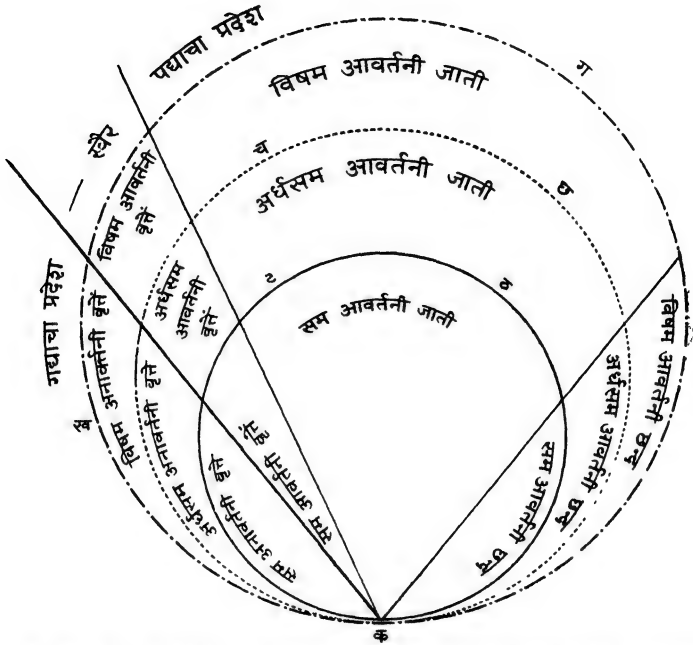 पद्याचा प्रदेश
स्वैर
गद्याचा प्रदेश
ग
विषम आवर्तनी जाती
च
अर्धसम आवर्तनी जाती
छ
विषम आवर्तनी
वृत्तें
अर्धसम
आवर्तनी
वृत्तें
ट
ठ
सम आवर्तनी जाती
विषम अनावर्तनी वृत्तें
अर्धसम अनावर्तनी वृत्तें
सम अनावर्तनी वृत्तें
सम आवर्तनी वृत्तें
सम आवर्तनी छन्द
अर्धसम आवर्तनी छन्द
विषम आवर्तनी छन्द
ख
क